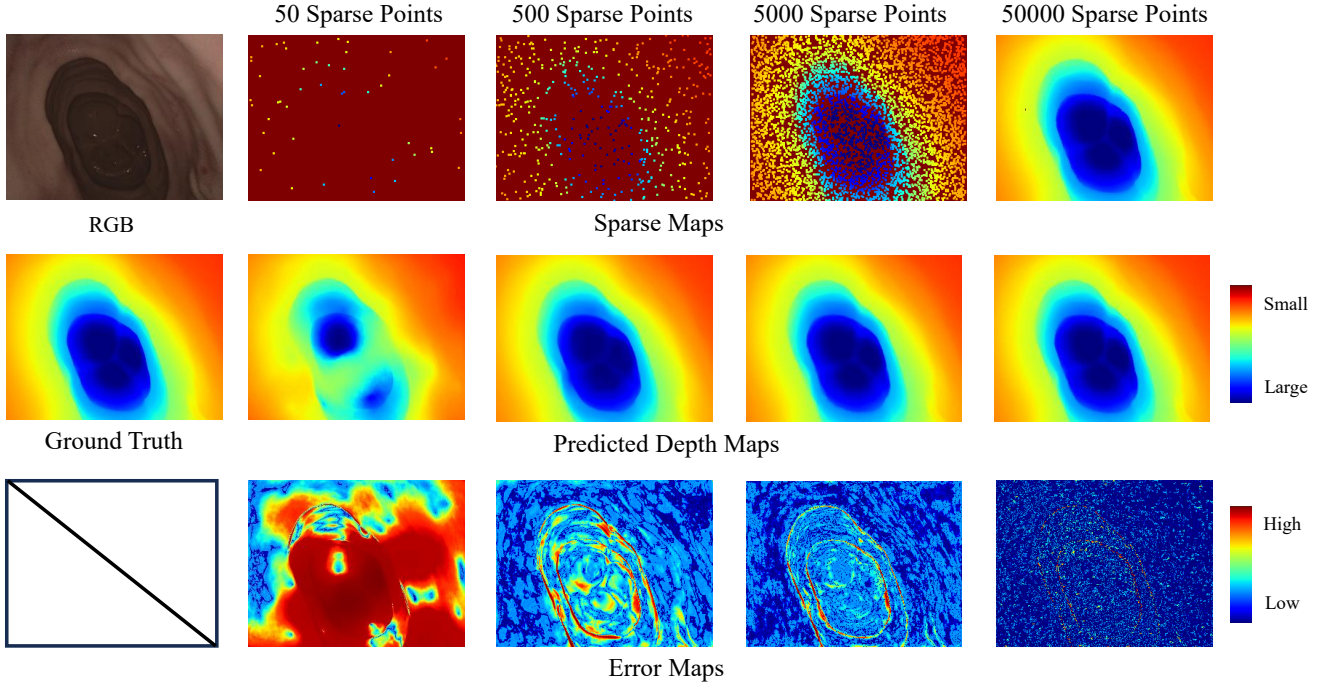 50 Sparse Points
500 Sparse Points
5000 Sparse Points
50000 Sparse Points
RGB
Sparse Maps
Small
Large
Ground Truth
Predicted Depth Maps
High
Low
Error Maps